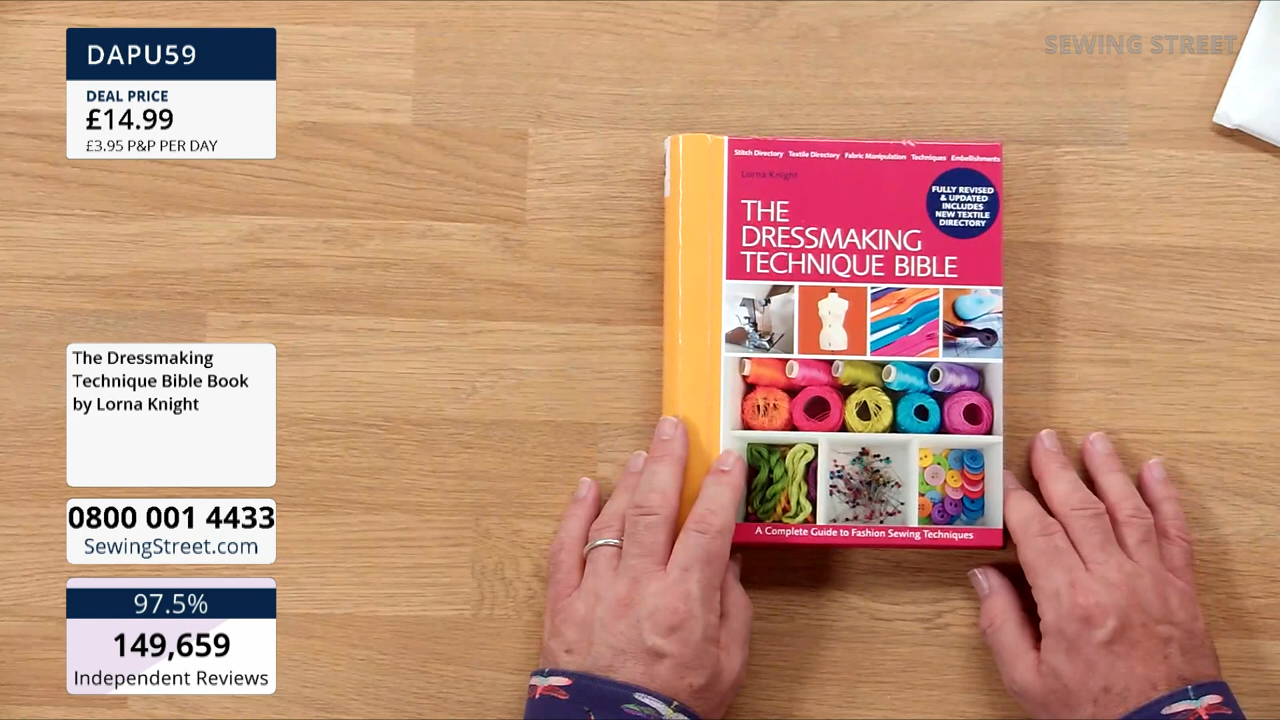 DAPU59
DEAL PRICE
£14.99
£3.95 P&P PER DAY
The Dressmaking
Technique Bible Book
by Lorna Knight
0800 001 4433
SewingStreet.com
97.5%
149,659
Independent Reviews
SEWING STREET
Stitch Directory Textile Directory Fabric Manipulation Techniques Embellishments
Lorna Knight
FULLY REVISED
& UPDATED
INCLUDES
NEW TEXTILE
DIRECTORY
THE
DRESSMAKING
TECHNIQUE BIBLE
A Complete Guide to Fashion Sewing Techniques